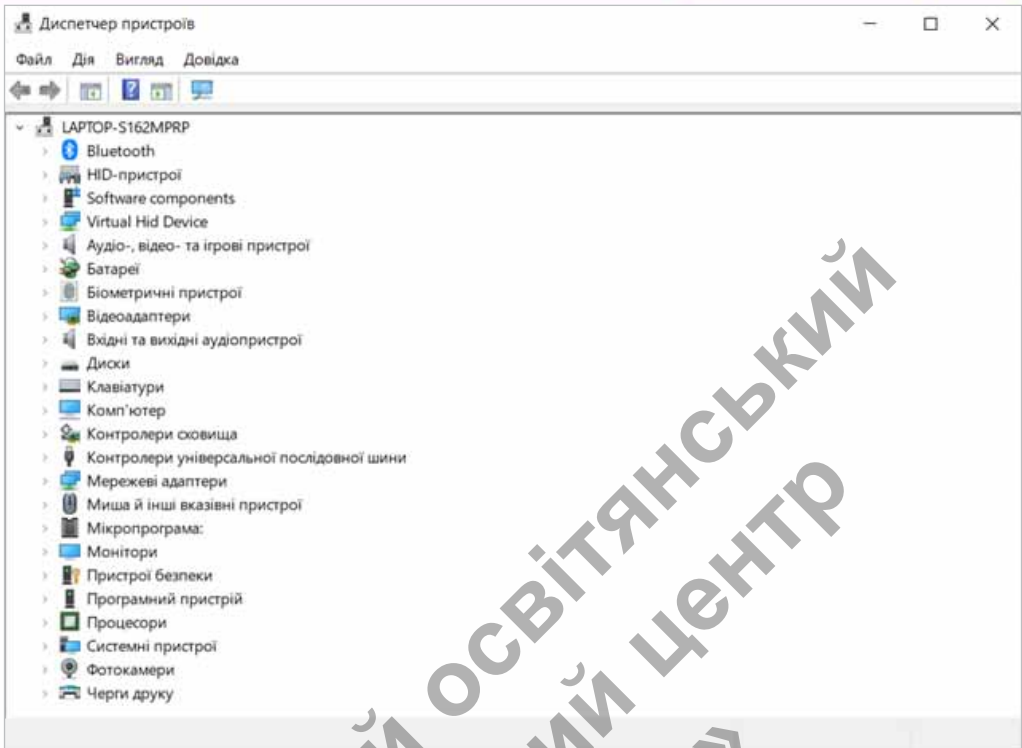 Диспетчер пристроїв
Файл Дія Вигляд Довідка
LAPTOP-S162MPRP
Bluetooth
HID-пристрої
Software components
Virtual Hid Device
Аудіо-, відео- та ігрові пристрої
Батареї
Біометричні пристрої
Відеоадаптери
Вхідні та вихідні аудіопристрої
Диски
Клавіатури
Комп'ютер
Контролери сховища
Контролери універсальної послідовної шини
Мережеві адаптери
Миша й інші вказівні пристрої
Мікропрограма:
Монітори
Пристрої безпеки
Програмний пристрій
Процесори
Системні пристрої
Фотокамери
Черги друку
освітянський
центр